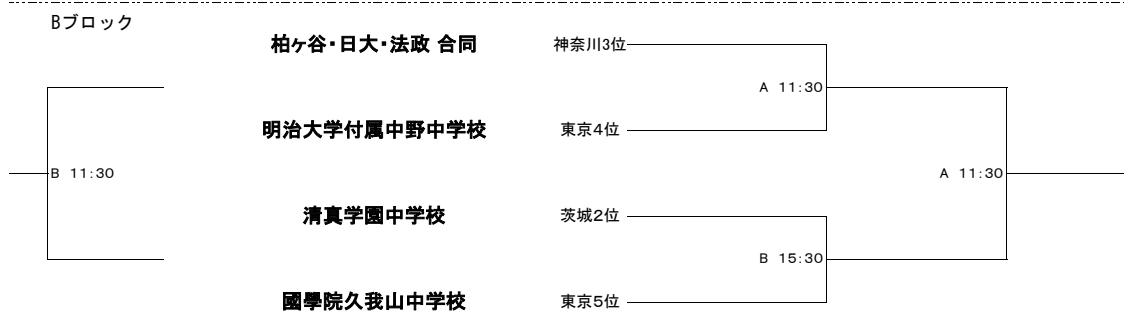 Bブロック
柏ヶ谷・日大・法政 合同 神奈川3位
A 11:30
明治大学付属中野中学校 東京4位
B 11:30 A 11:30
清真学園中学校 茨城2位
B 15:30
國學院久我山中学校 東京5位